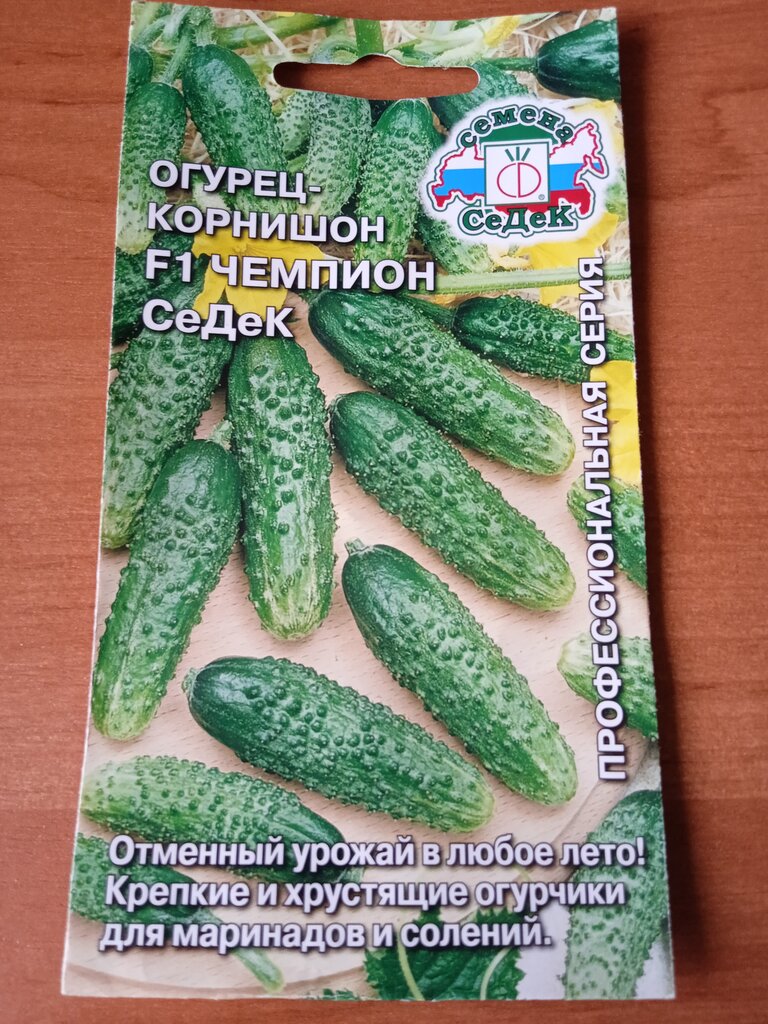 семена
СеДеК
ОГУРЕЦ-
КОРНИШОН
F1 ЧЕМПИОН
СеДеК
ПРОФЕССИОНАЛЬНАЯ СЕРИЯ
Отменный урожай в любое лето!
Крепкие и хрустящие огурчики
для маринадов и солений.